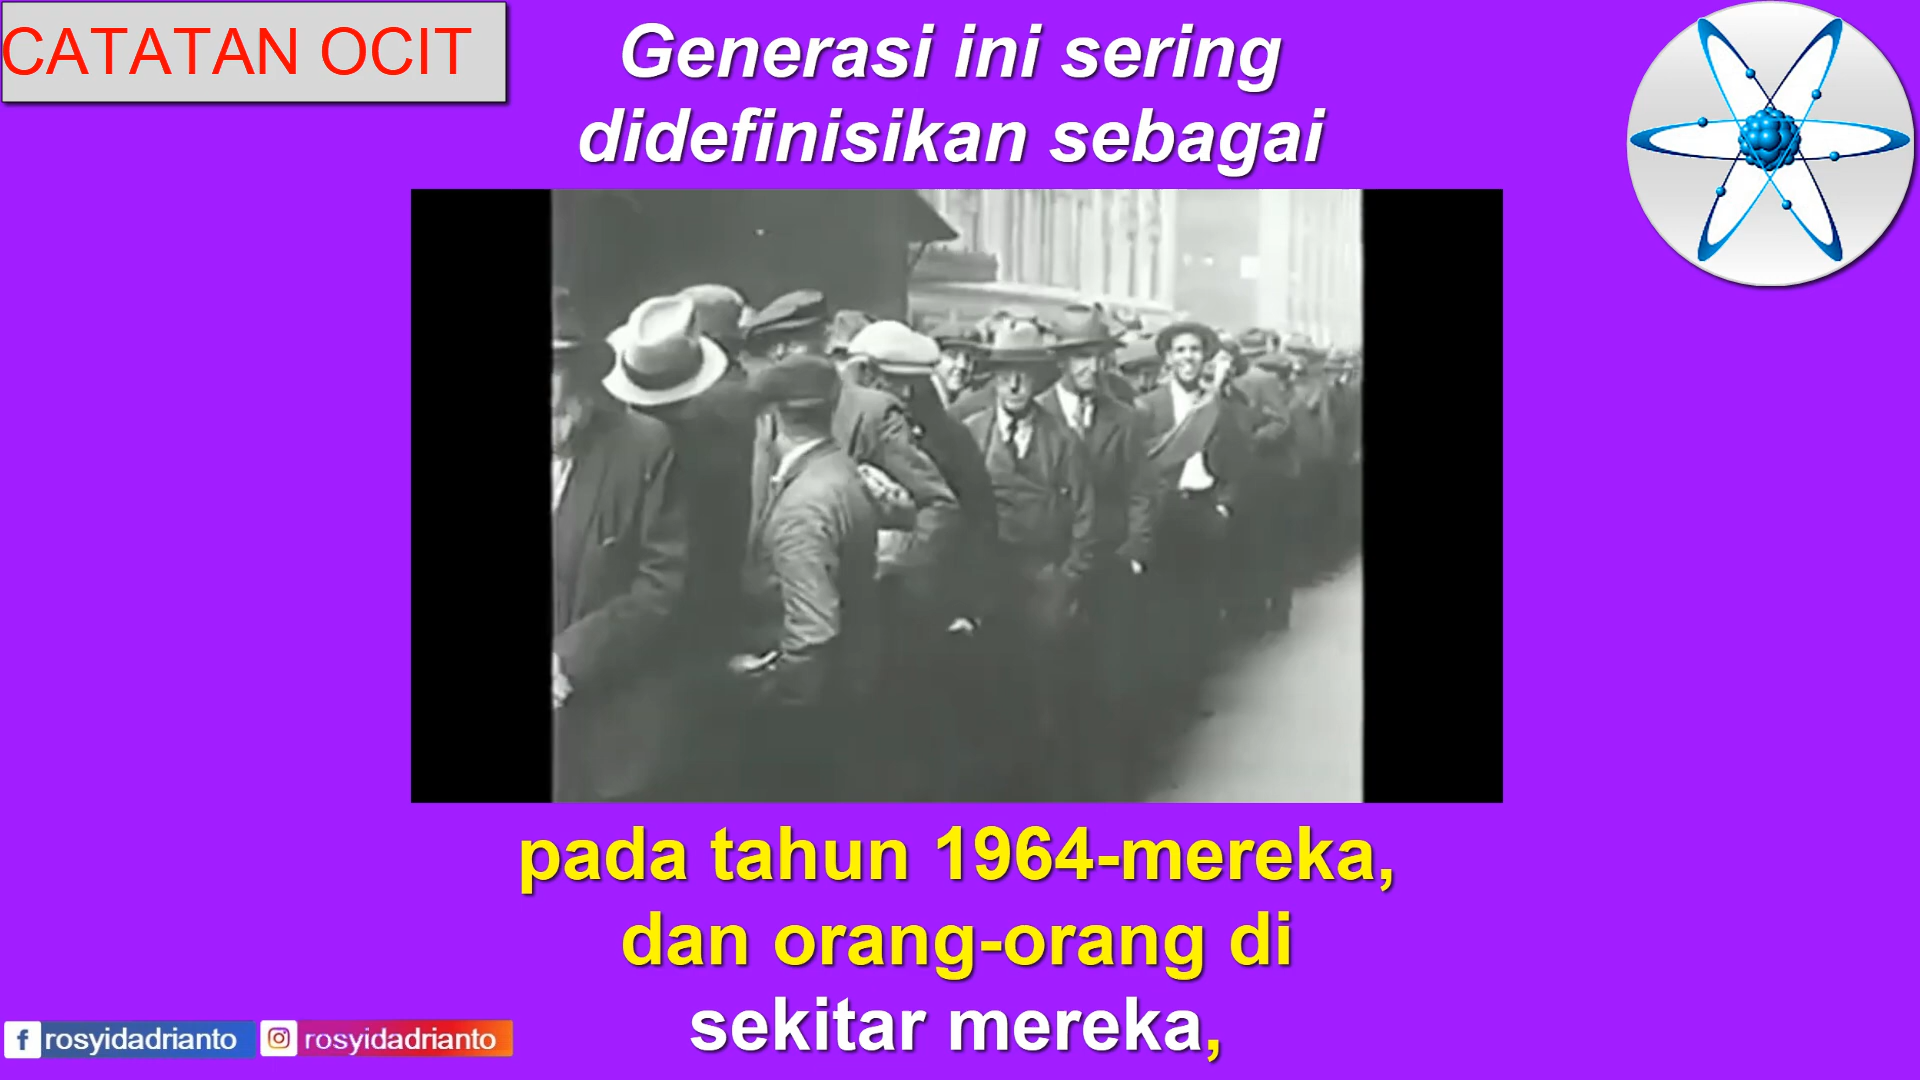 CATATAN OCIT
Generasi ini sering
didefinisikan sebagai
pada tahun 1964-mereka,
dan orang-orang di
sekitar mereka,
f rosyidadrianto
rosyidadrianto